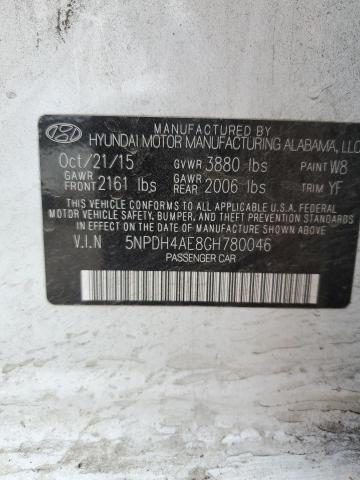 MANUFACTURED BY
HYUNDAI MOTOR MANUFACTURING ALABAMA, LLC
Oct/21/15 GVWR 3880 lbs PAINT W8
GAWR FRONT 2161 lbs GAWR REAR 2006 lbs TRIM YF
THIS VEHICLE CONFORMS TO ALL APPLICABLE U.S.A. FEDERAL
MOTOR VEHICLE SAFETY, BUMPER, AND THEFT PREVENTION STANDARDS
IN EFFECT ON THE DATE OF MANUFACTURE SHOWN ABOVE.
V.I.N 5NPDH4AE8GH780046
PASSENGER CAR